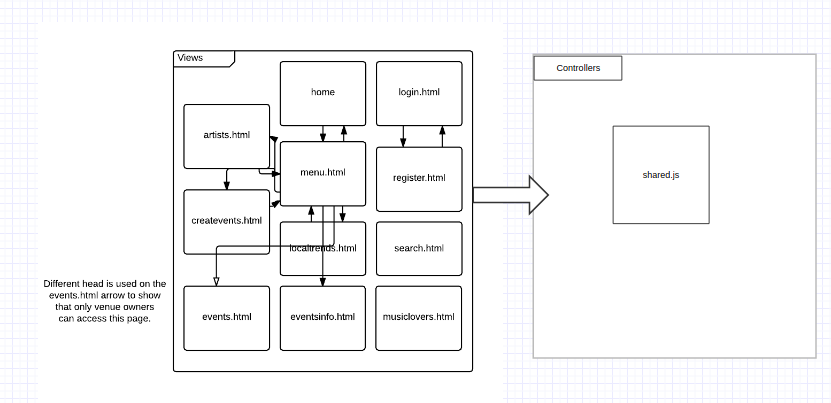 Views
home
login.html
artists.html
menu.html
register.html
createvents.html
localtrends.html
search.html
events.html
eventsinfo.html
musiclovers.html
Different head is used on the
events.html arrow to show
that only venue owners
can access this page.
Controllers
shared.js